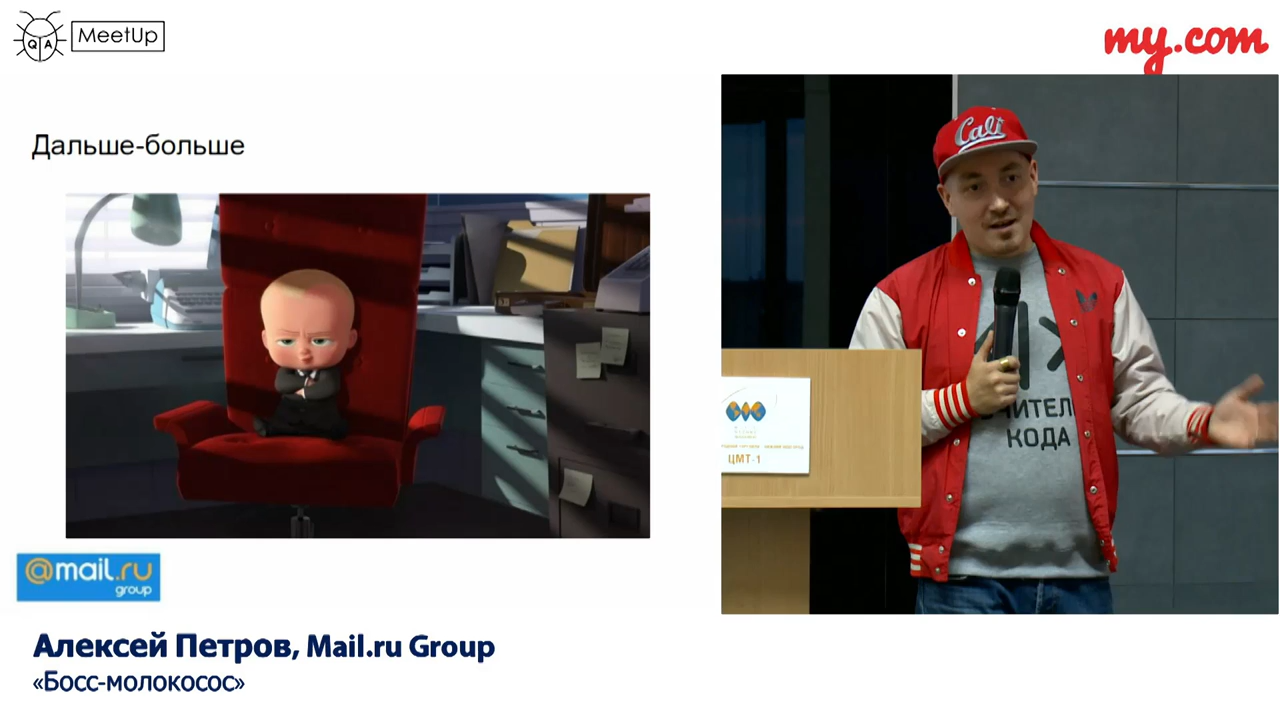 QA MeetUp
my.com
Дальше-больше
Cali
КОДА
ЦМТ-1
@mail.ru
group
Алексей Петров, Mail.ru Group
«Босс-молокосос»